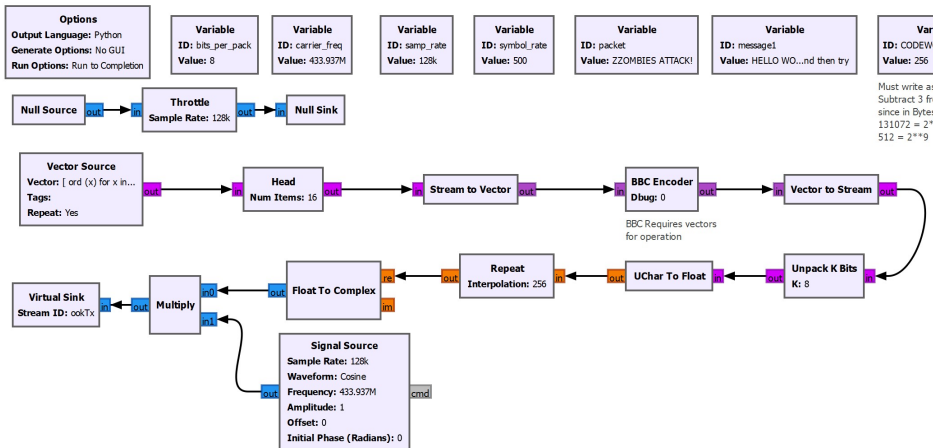 Options
Output Language: Python
Generate Options: No GUI
Run Options: Run to Completion
Variable
ID: bits_per_pack
Value: 8
Variable
ID: carrier_freq
Value: 433.937M
Variable
ID: samp_rate
Value: 128k
Variable
ID: symbol_rate
Value: 500
Variable
ID: packet
Value: ZZOMBIES ATTACK!
Variable
ID: message1
Value: HELLO WO...nd then try
Var
ID: CODEW
Value: 256
Must write as
Subtract 3 fr
since in Bytes
131072 = 2*
512 = 2**9
Null Source
out
in
Throttle
Sample Rate: 128k
out
in
Null Sink
Vector Source
Vector: [ ord (x) for x in...
Tags:
Repeat: Yes
out
in
Head
Num Items: 16
out
in
Stream to Vector
out
in
BBC Encoder
Dbug: 0
out
in
Vector to Stream
out
BBC Requires vectors
for operation
Virtual Sink
Stream ID: ookTx
in
out
Multiply
in0
in1
out
Float To Complex
re
im
out
Repeat
Interpolation: 256
in
out
UChar To Float
in
out
Unpack K Bits
K: 8
in
Signal Source
Sample Rate: 128k
Waveform: Cosine
Frequency: 433.937M
Amplitude: 1
Offset: 0
Initial Phase (Radians): 0
out
cmd